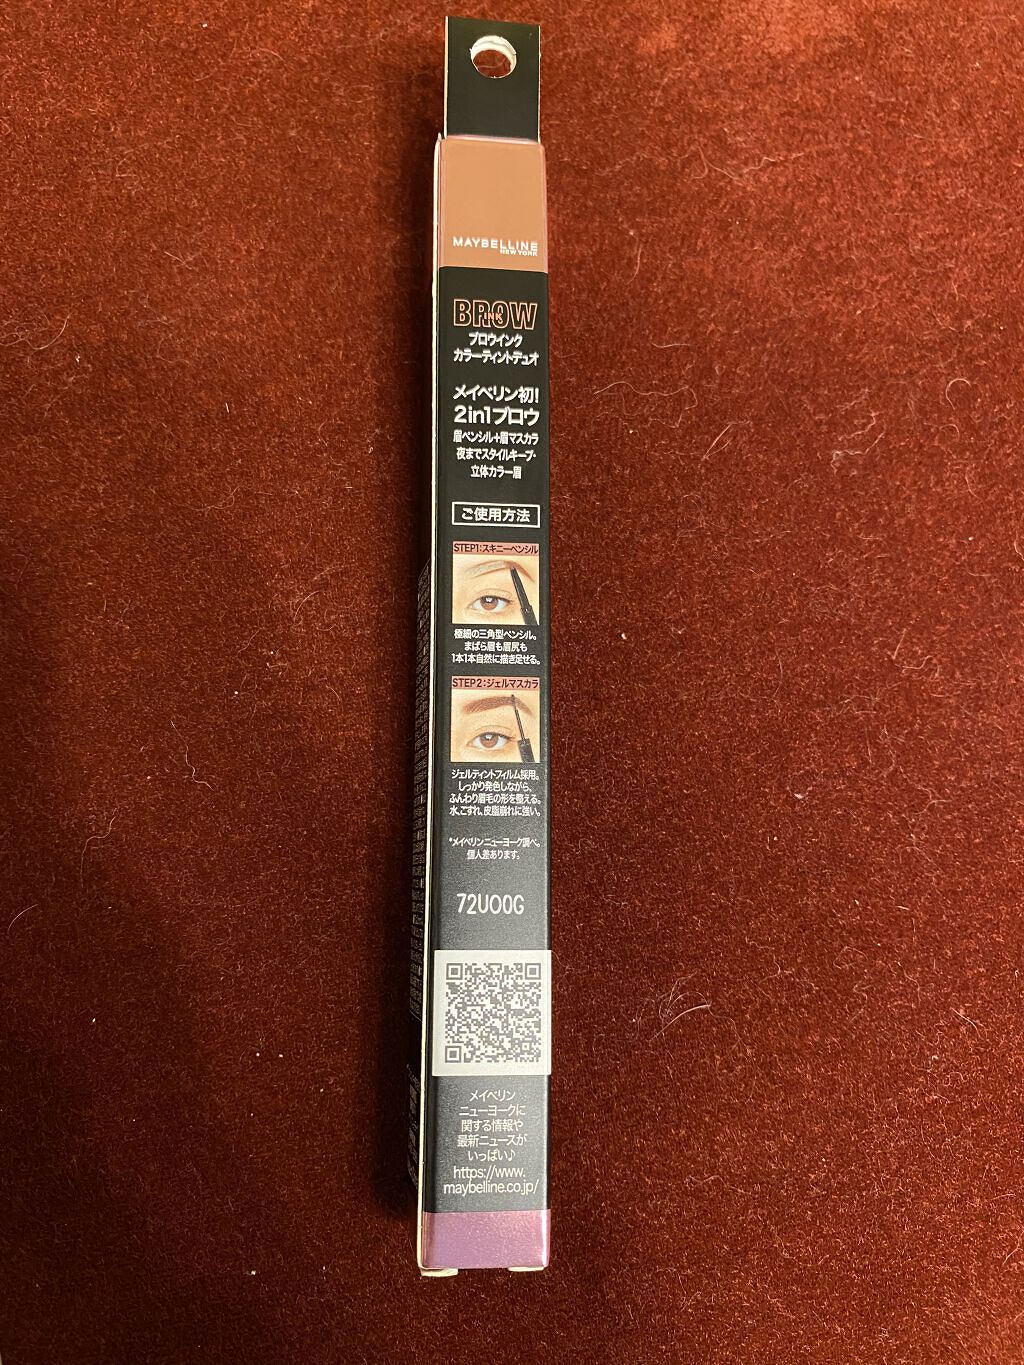 MAYBELLINE
NEW YORK
BROW
INK
ブロウインク
カラーティントデュオ
メイベリン初!
2in1ブロウ
眉ペンシル+眉マスカラ
夜までスタイルキープ*
立体カラー眉
ご使用方法
STEP1:スキニーペンシル
極細の三角型ペンシル。
まばら眉も眉尻も
1本1本自然に描き足せる。
STEP2:ジェルマスカラ
ジェルティントフィルム採用。
しっかり発色しながら、
ふんわり眉毛の形を整える。
水、こすれ、皮脂崩れに強い。
*メイベリン ニューヨーク調べ。
個人差あります。
72U00G
メイベリン
ニューヨークに
関する情報や
最新ニュースが
いっぱい♪
https://www.
maybelline.co.jp/